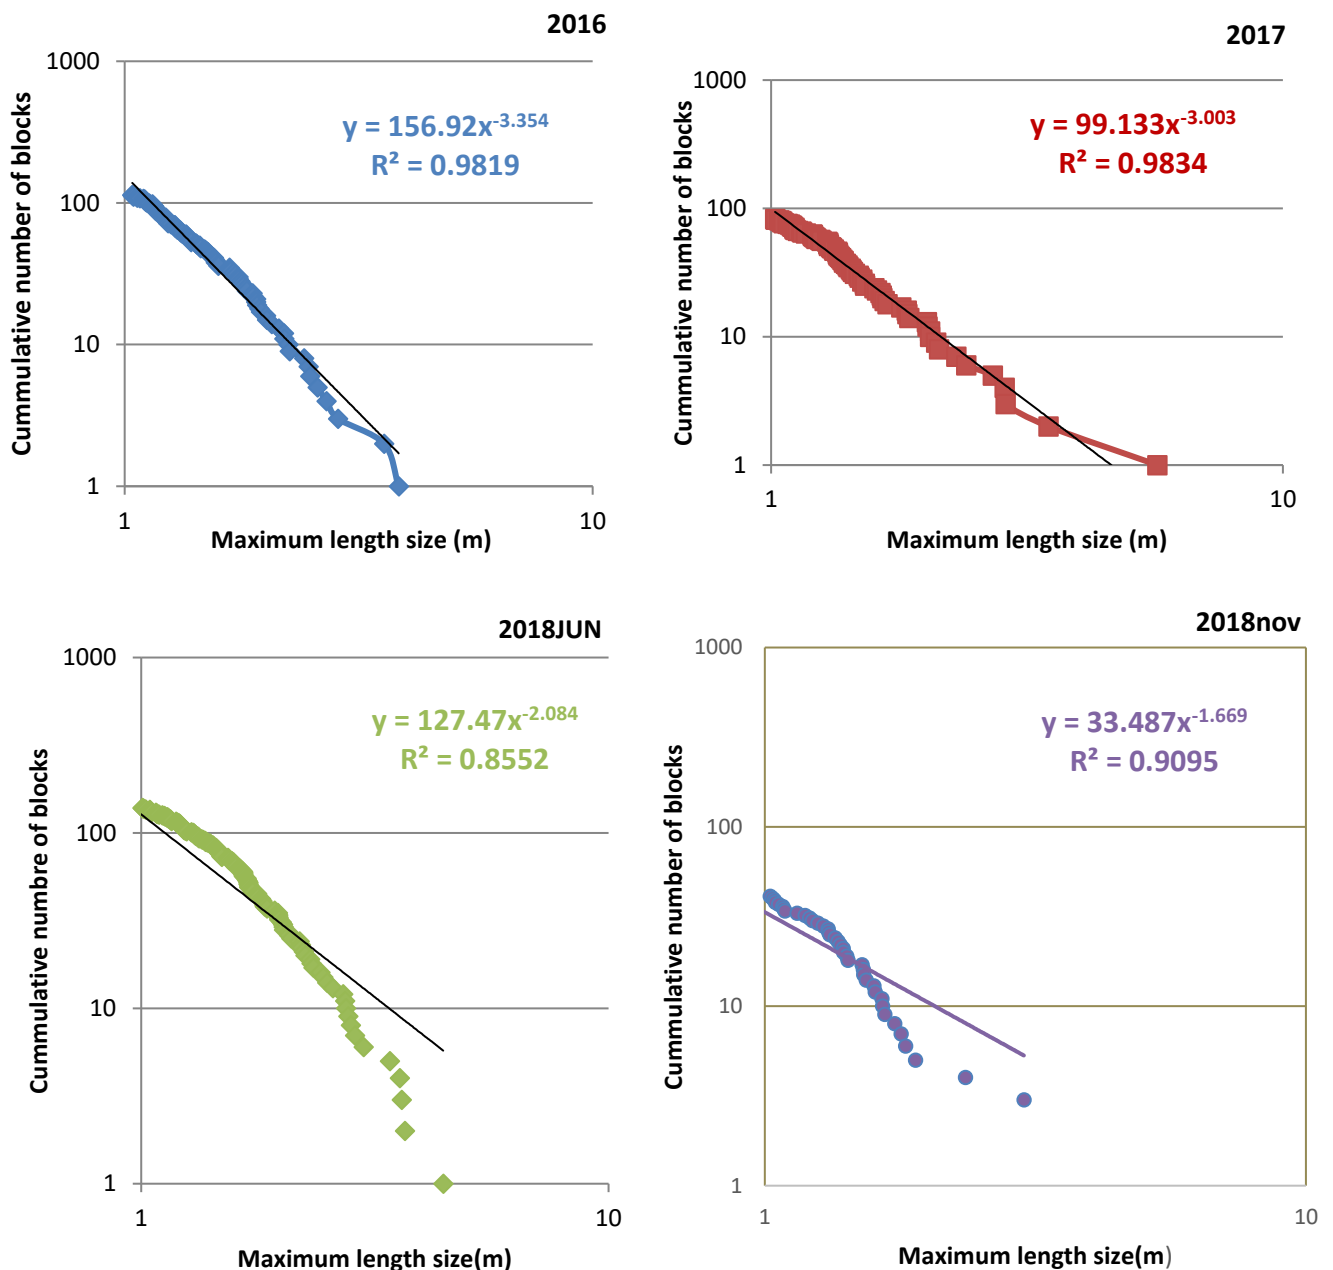 2016
1000
100
10
1
1
10
Cummulative number of blocks
Maximum length size (m)
y = 156.92x^-3.354
R² = 0.9819
2017
1000
100
10
1
1
10
Cummulative number of blocks
Maximum length size (m)
y = 99.133x^-3.003
R² = 0.9834
2018JUN
1000
100
10
1
1
10
Cummulative numbre of blocks
Maximum length size(m)
y = 127.47x^-2.084
R² = 0.8552
2018nov
1000
100
10
1
1
10
Cummulative number of blocks
Maximum length size(m)
y = 33.487x^-1.669
R² = 0.9095